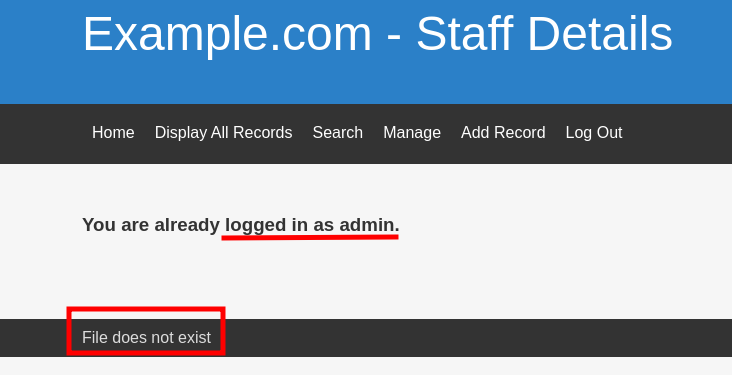 Example.com - Staff Details
Home Display All Records Search Manage Add Record Log Out
You are already logged in as admin.
File does not exist